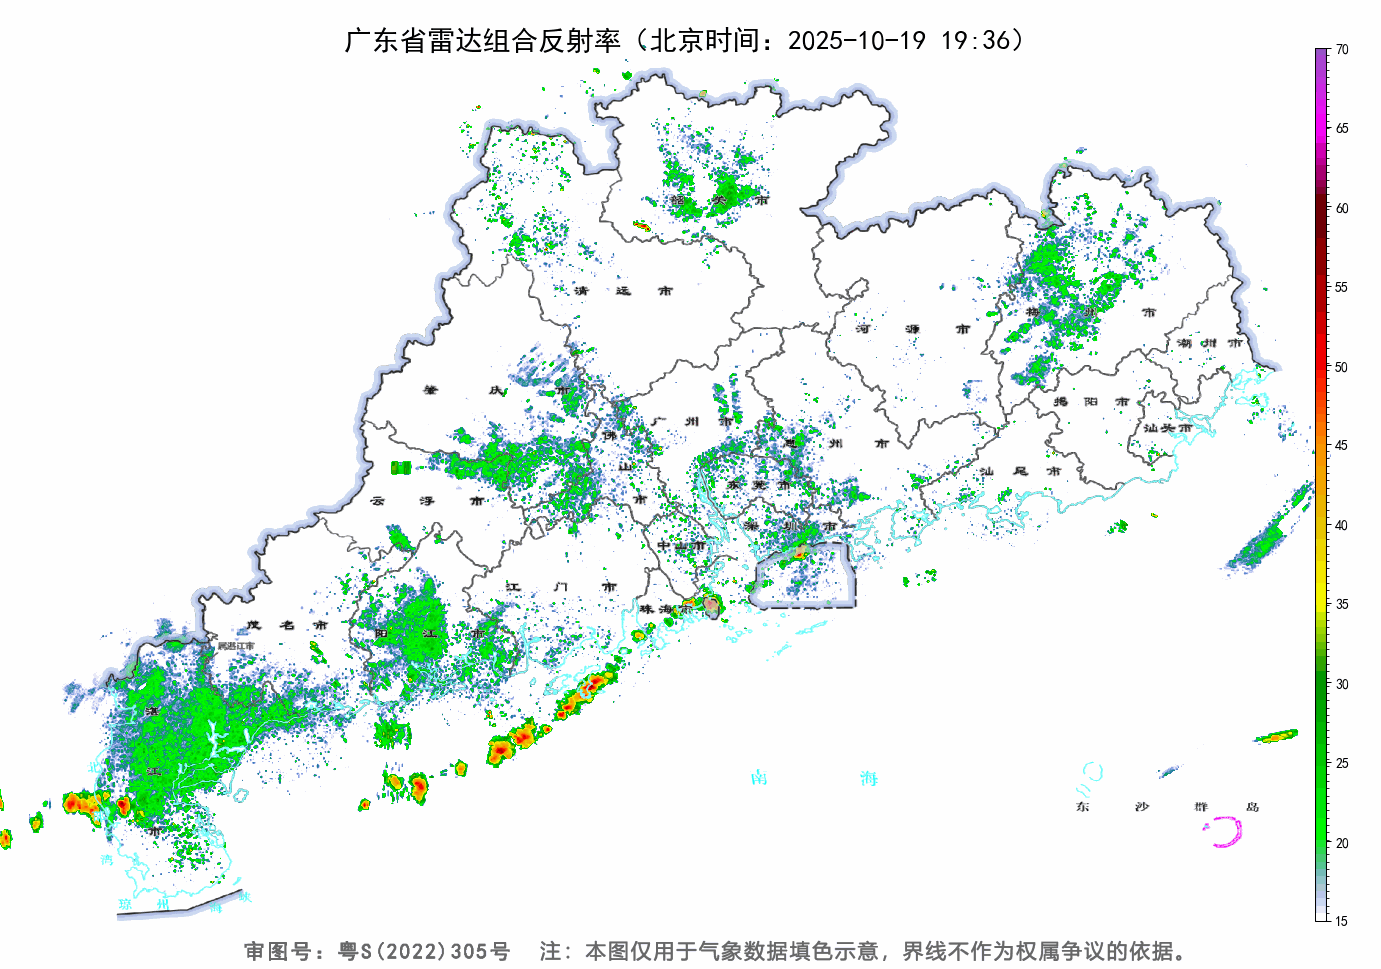 广东省雷达组合反射率（北京时间：2025-10-19 19:36）
70
65
60
55
50
45
40
35
30
25
20
15
韶关市
清远市
河源市
梅州市
潮州市
肇庆市
广州市
揭阳市
汕头市
佛山市
惠州市
东莞市
汕尾市
云浮市
深圳市
中山市
江门市
珠海市
茂名市
阳江市
属湛江市
湛江市
南海
东沙群岛
北
湾
琼州海峡
审图号：粤S(2022)305号 注：本图仅用于气象数据填色示意，界线不作为权属争议的依据。